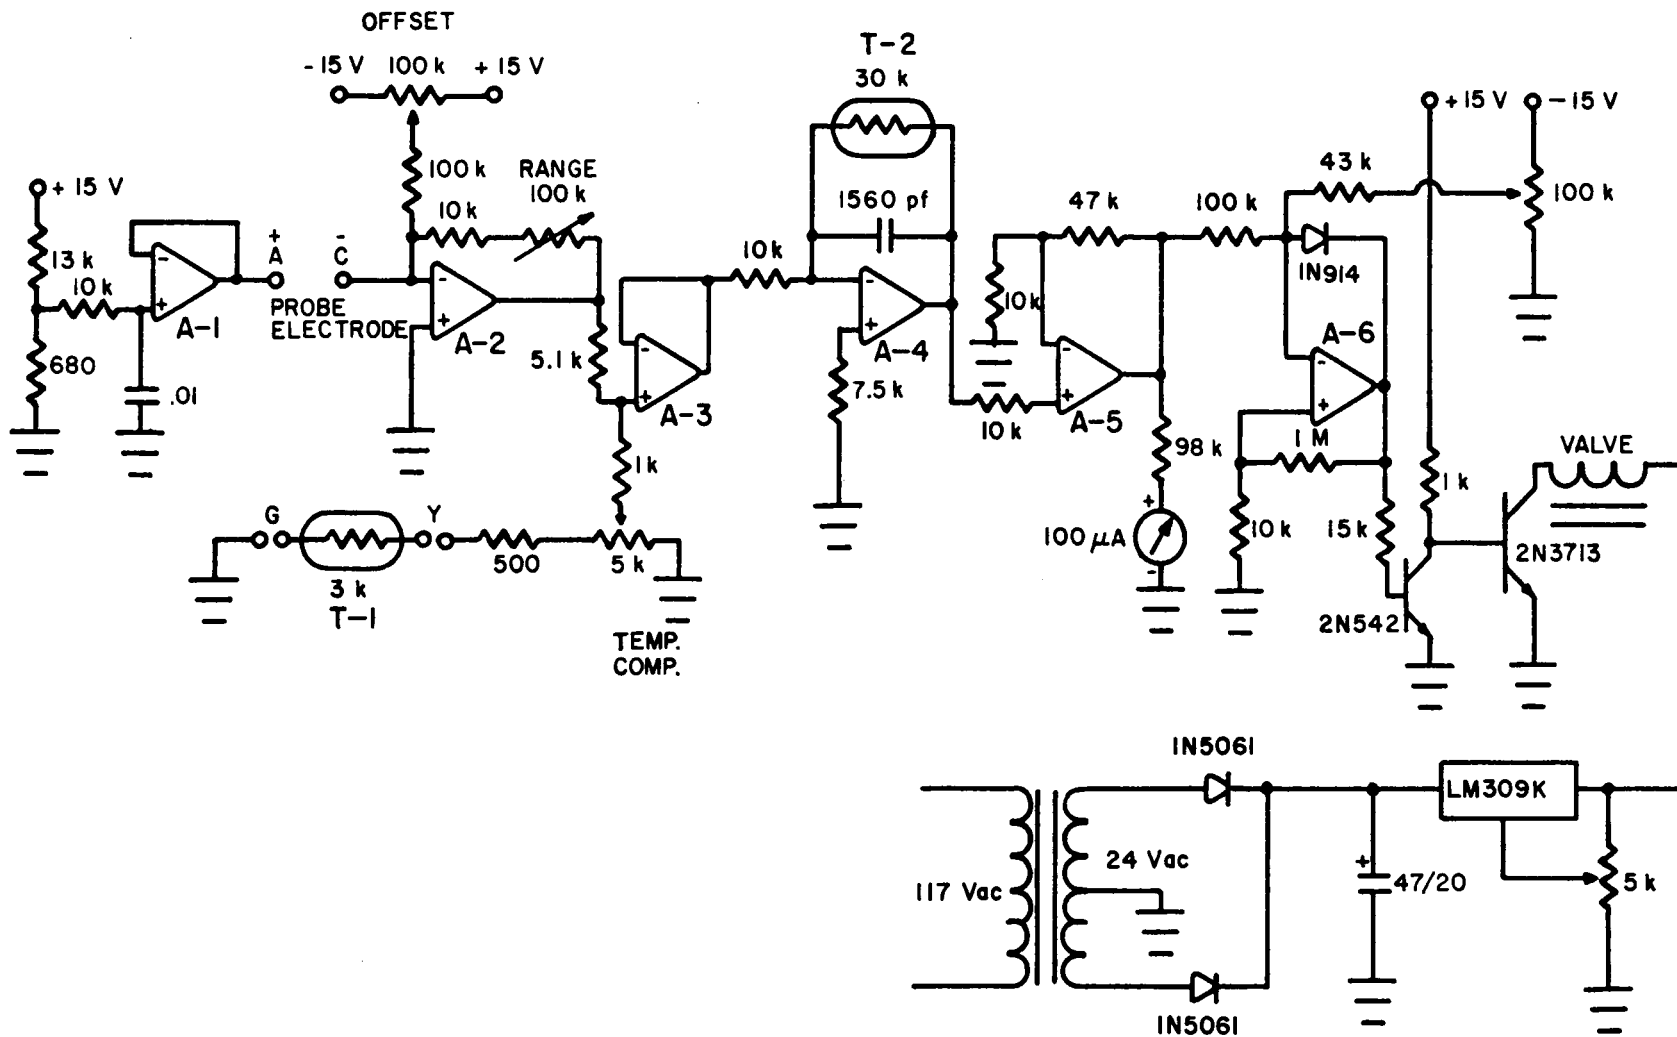 OFFSET
-15 V 100 k +15 V
T-2
30 k
+15 V -15 V
100 k
RANGE
100 k
43 k
+ 15 V
1560 pf
47 k
100 k
100 k
10 k
13 k
10 k
+
A
-
C
10 k
1N914
-
+
A-1
PROBE
ELECTRODE
-
+
A-2
10 k
-
+
A-4
10k
A-6
680
.01
5.1 k
-
+
A-3
7.5 k
-
+
A-5
10 k
-
+
1 M
VALVE
98 k
1 k
1 k
G
Y
500
5 k
3 k
T-1
TEMP.
COMP.
+
100 µA
-
10 k
15 k
2N3713
2N5421
1N5061
LM309K
24 Vac
117 Vac
+
47/20
5 k
1N5061